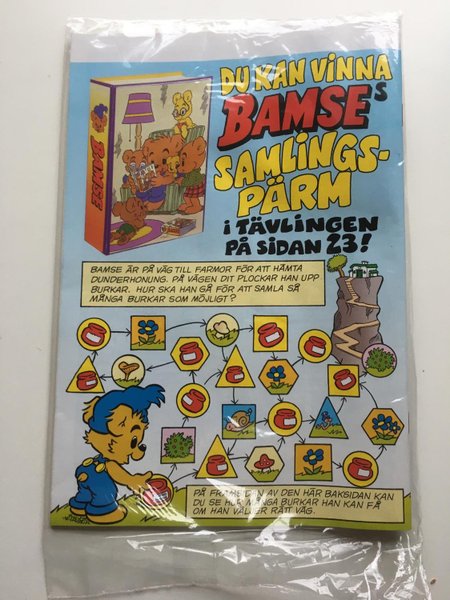 DU KAN VINNA
BAMSES
SAMLINGS-
PÄRM
I TÄVLINGEN
PÅ SIDAN 23!
BAMSE
BAMSE ÄR PÅ VÄG TILL FARMOR FÖR ATT HÄMTA
DUNDERHONUNG. PÅ VÄGEN DIT PLOCKAR HAN UPP
BURKAR. HUR SKA HAN GÅ FÖR ATT SAMLA SÅ
MÅNGA BURKAR SOM MÖJLIGT?
PÅ FRAMSIDAN AV DEN HÄR BAKSIDAN KAN
DU SE HUR MÅNGA BURKAR HAN KAN FÅ
OM HAN VÄLJER RÄTT VÄG.